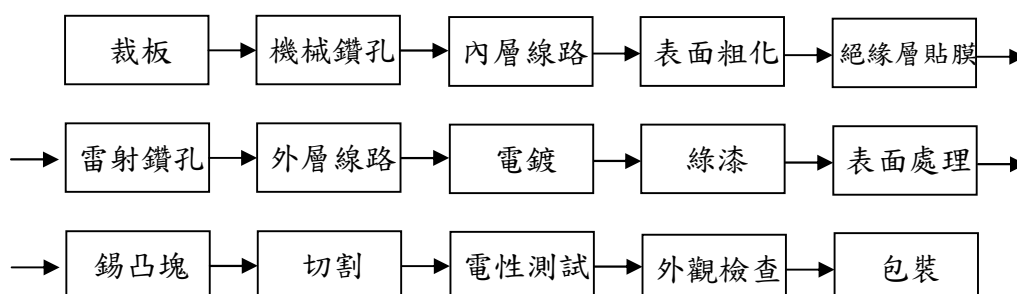 裁板 機械鑽孔 內層線路 表面粗化 絕緣層貼膜
雷射鑽孔 外層線路 電鍍 綠漆 表面處理
錫凸塊 切割 電性測試 外觀檢查 包裝